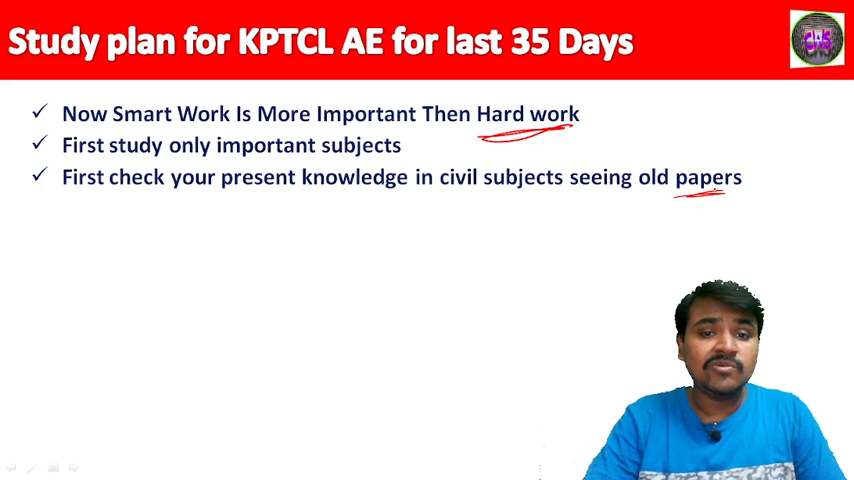 Study plan for KPTCL AE for last 35 Days
CWS
✓ Now Smart Work Is More Important Then Hard work
✓ First study only important subjects
✓ First check your present knowledge in civil subjects seeing old papers